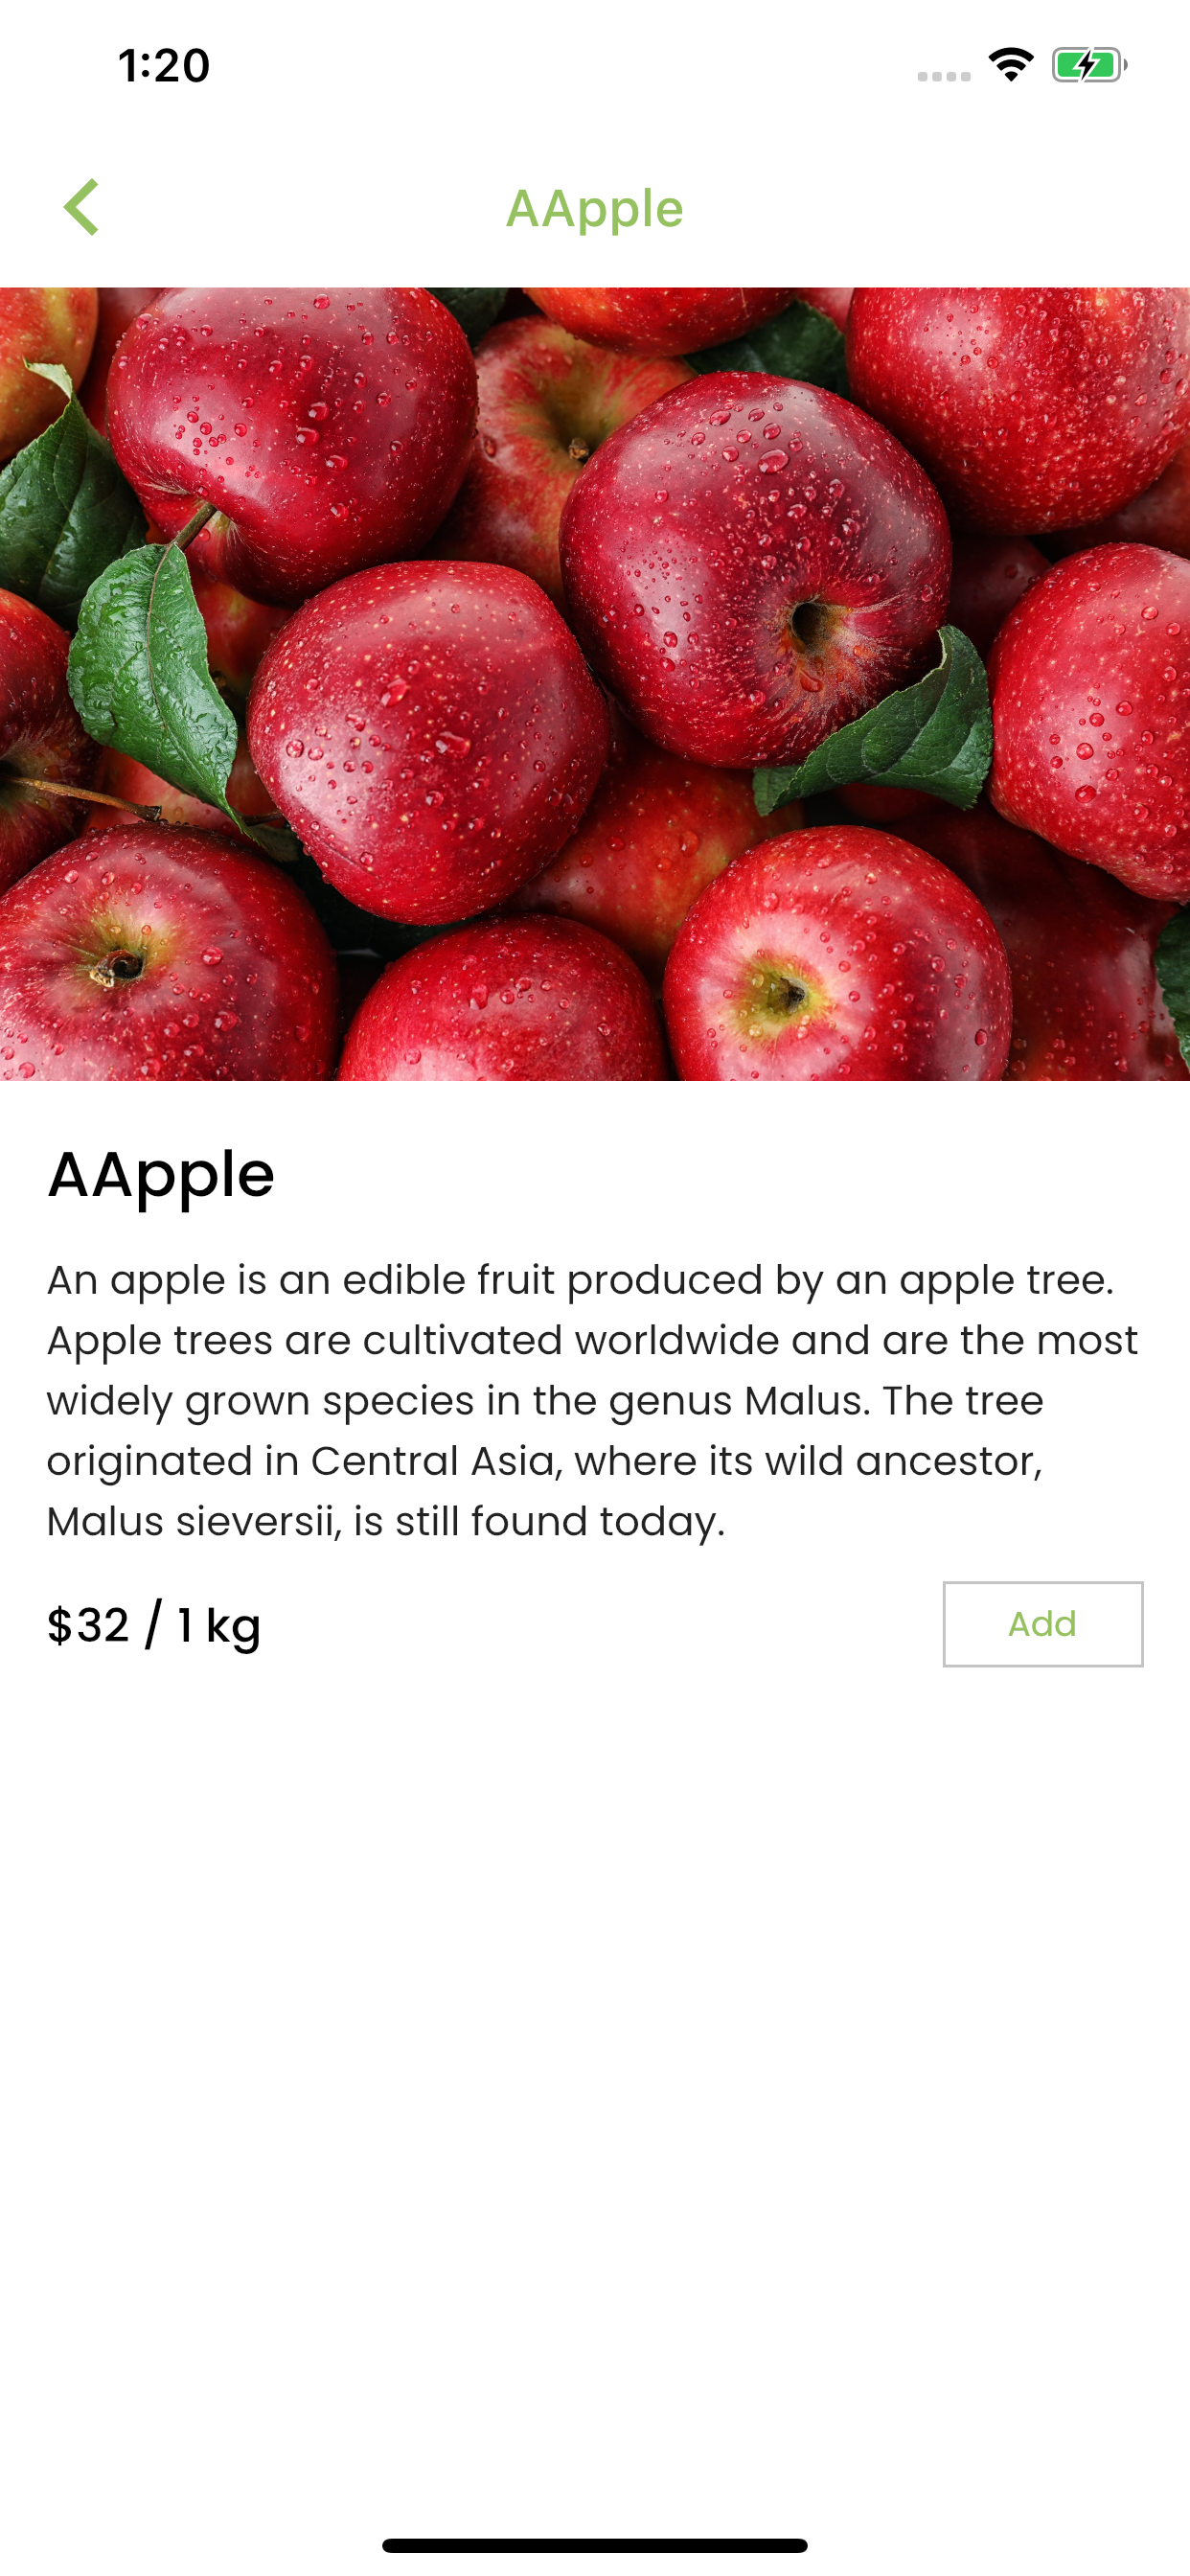 1:20
AApple
AApple
An apple is an edible fruit produced by an apple tree.
Apple trees are cultivated worldwide and are the most
widely grown species in the genus Malus. The tree
originated in Central Asia, where its wild ancestor,
Malus sieversii, is still found today.
$32 / 1 kg
Add